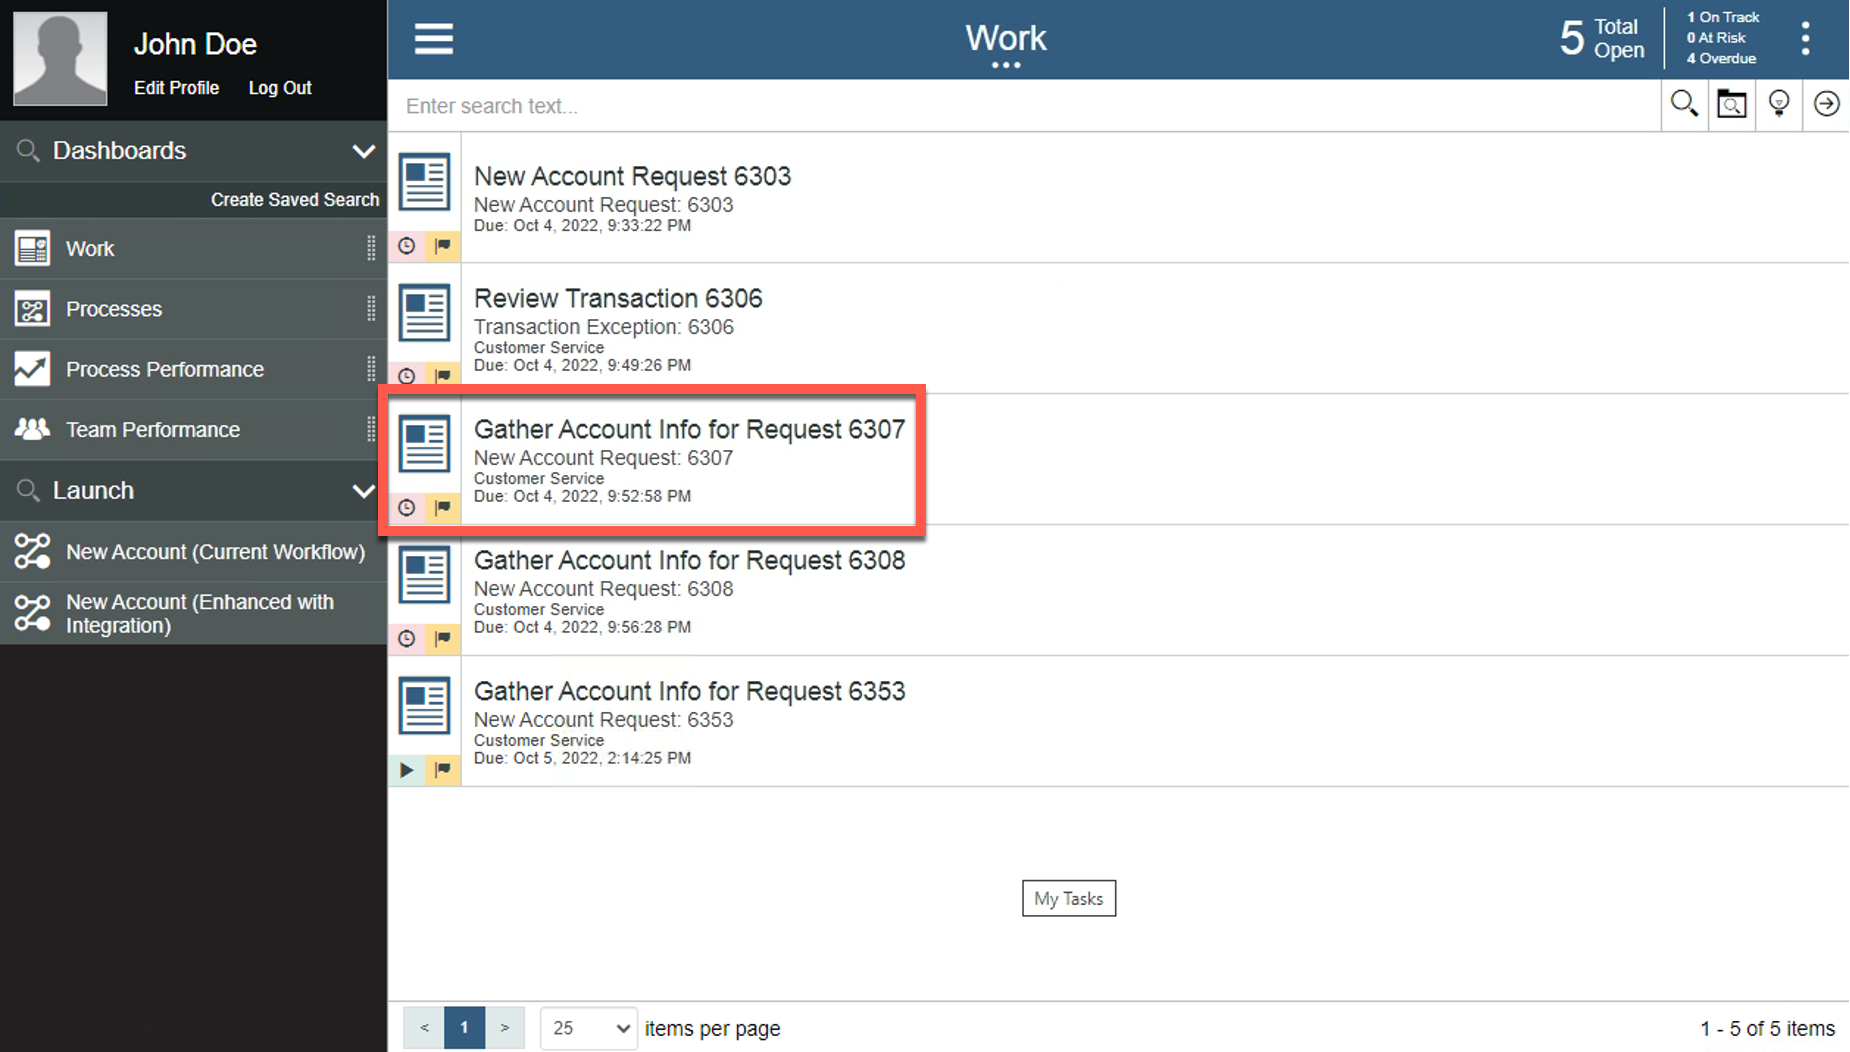 John Doe
Edit Profile Log Out
Dashboards
Create Saved Search
Work
Processes
Process Performance
Team Performance
Launch
New Account (Current Workflow)
New Account (Enhanced with
Integration)
Work
5 Total
Open
1 On Track
0 At Risk
4 Overdue
Enter search text...
New Account Request 6303
New Account Request: 6303
Due: Oct 4, 2022, 9:33:22 PM
Review Transaction 6306
Transaction Exception: 6306
Customer Service
Due: Oct 4, 2022, 9:49:26 PM
Gather Account Info for Request 6307
New Account Request: 6307
Customer Service
Due: Oct 4, 2022, 9:52:58 PM
Gather Account Info for Request 6308
New Account Request: 6308
Customer Service
Due: Oct 4, 2022, 9:56:28 PM
Gather Account Info for Request 6353
New Account Request: 6353
Customer Service
Due: Oct 5, 2022, 2:14:25 PM
My Tasks
< 1 > 25 items per page 1 - 5 of 5 items